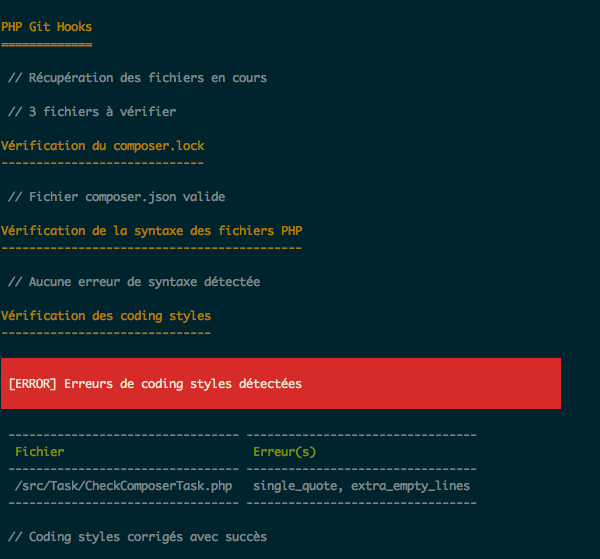 PHP Git Hooks
=============
// Récupération des fichiers en cours
// 3 fichiers à vérifier
Vérification du composer.lock
-----------------------------
// Fichier composer.json valide
Vérification de la syntaxe des fichiers PHP
-------------------------------------------
// Aucune erreur de syntaxe détectée
Vérification des coding styles
------------------------------
[ERROR] Erreurs de coding styles détectées
--------------------------------- ---------------------------------
Fichier Erreur(s)
--------------------------------- ---------------------------------
/src/Task/CheckComposerTask.php single_quote, extra_empty_lines
--------------------------------- ---------------------------------
// Coding styles corrigés avec succès